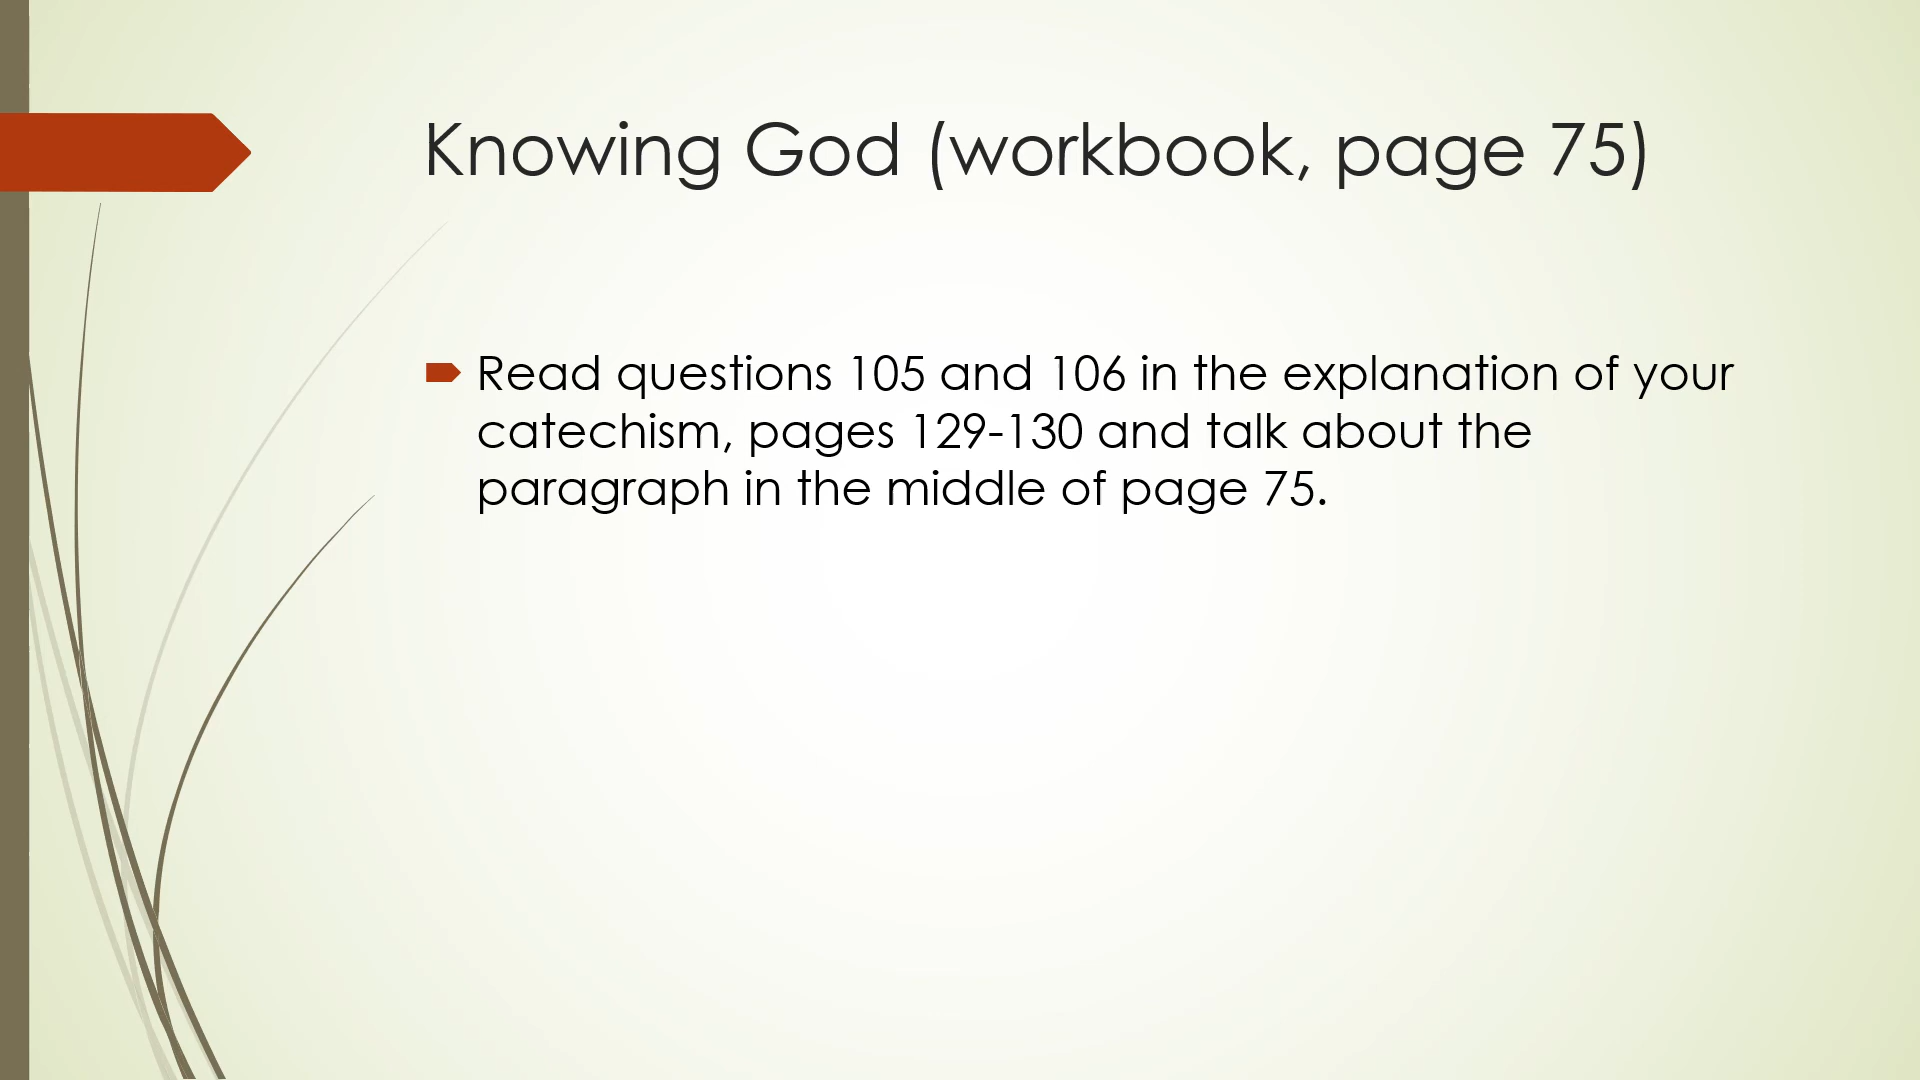 Knowing God (workbook, page 75)
Read questions 105 and 106 in the explanation of your
catechism, pages 129-130 and talk about the
paragraph in the middle of page 75.